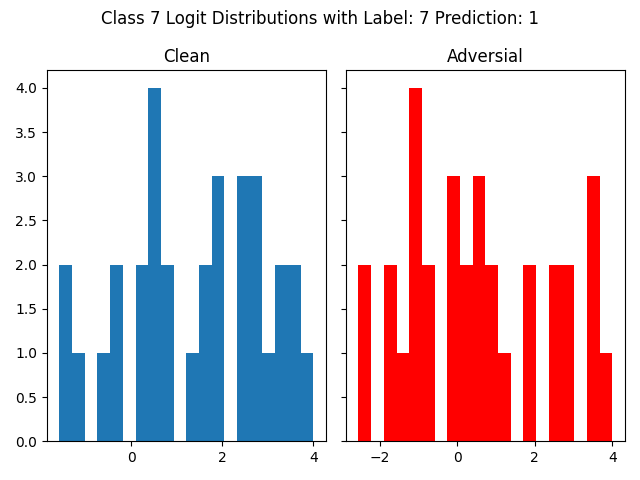 Class 7 Logit Distributions with Label: 7 Prediction: 1
Clean
Adversial
4.0
3.5
3.0
2.5
2.0
1.5
1.0
0.5
0.0
0 2 4
−2 0 2 4